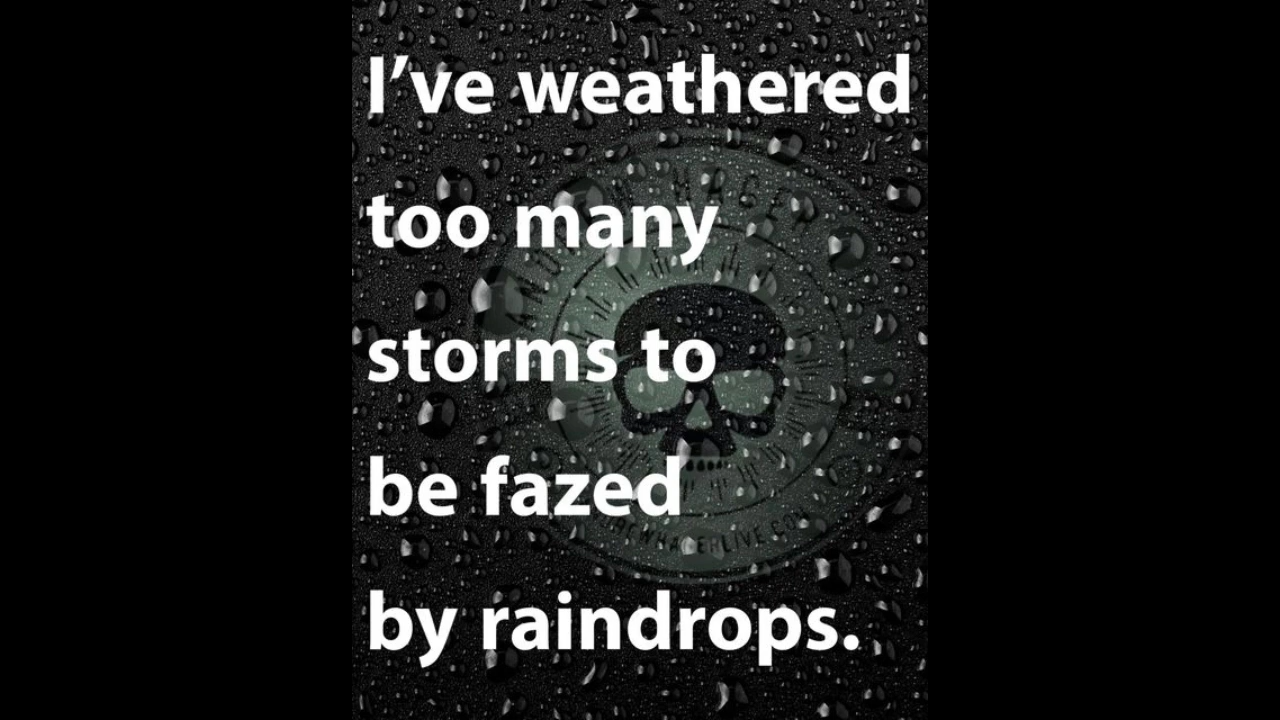 I’ve weathered
too many
storms to
be fazed
by raindrops.